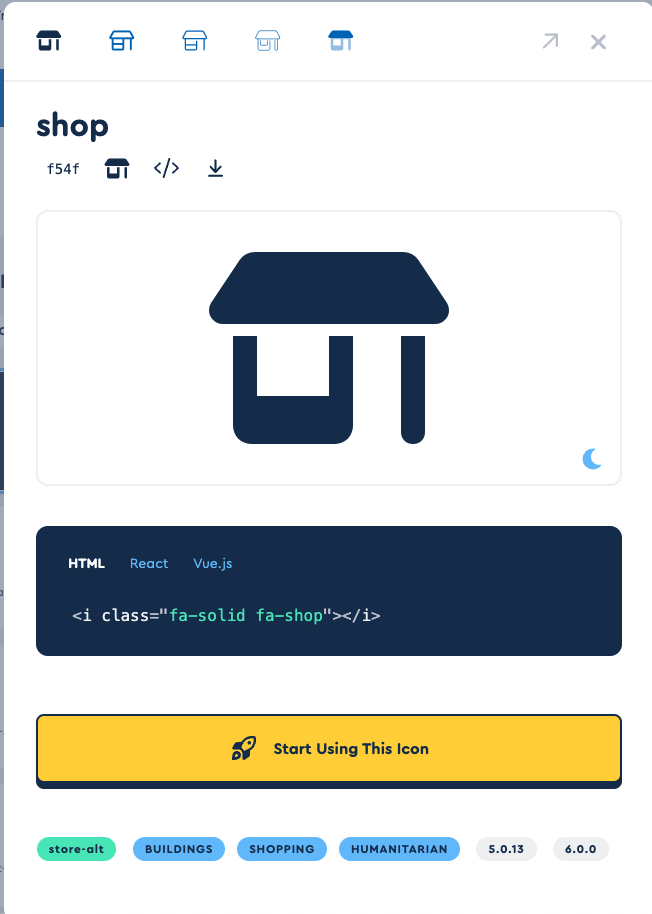 shop
f54f
HTML React Vue.js
<i class="fa-solid fa-shop"></i>
Start Using This Icon
store-alt BUILDINGS SHOPPING HUMANITARIAN 5.0.13 6.0.0